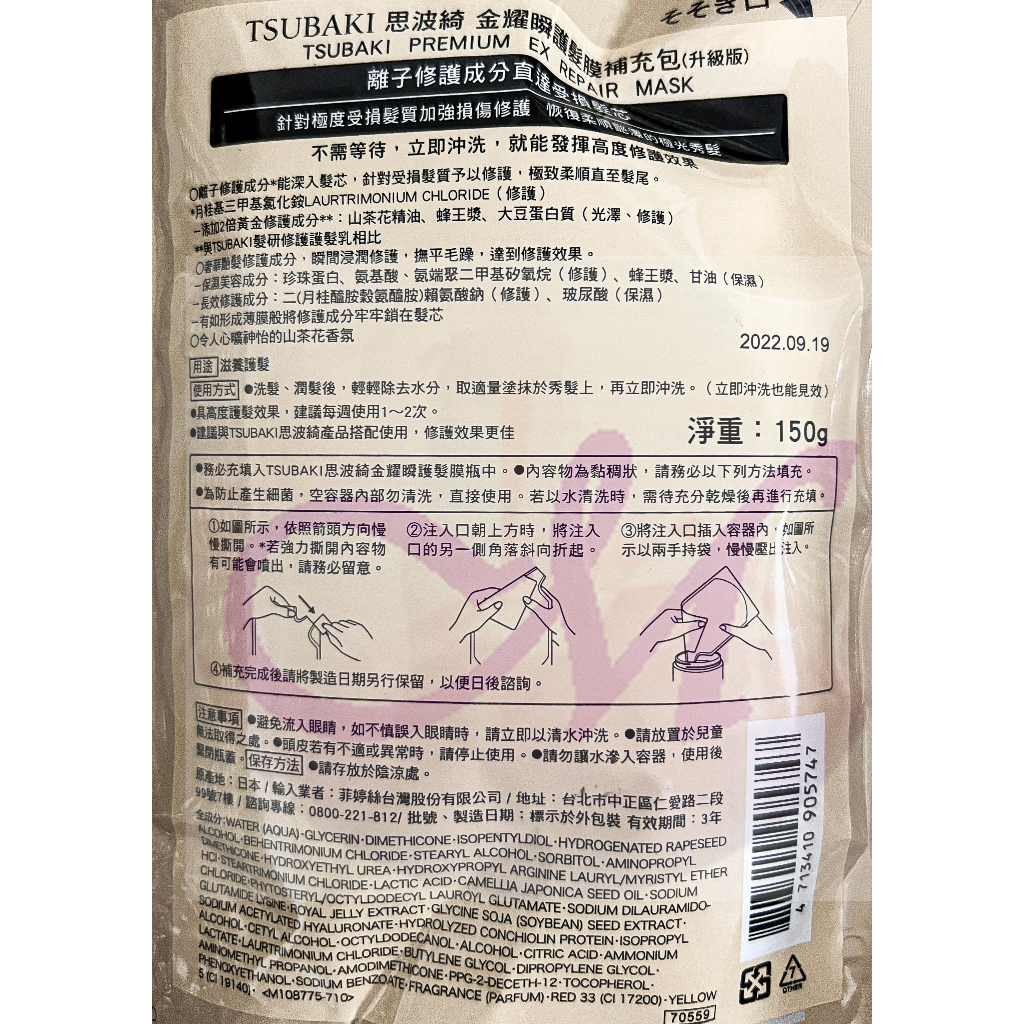 そそぎ口
TSUBAKI 思波綺 金耀瞬護髮膜補充包(升級版)
TSUBAKI PREMIUM EX REPAIR MASK
離子修護成分直達受損髮芯
針對極度受損髮質加強損傷修護 恢復柔順豔澤的極光秀髮
不需等待，立即沖洗，就能發揮高度修護效果
○離子修護成分*能深入髮芯，針對受損髮質予以修護，極致柔順直至髮尾。
*月桂基三甲基氯化銨LAURTRIMONIUM CHLORIDE（修護）
－添加2倍黃金修護成分**：山茶花精油、蜂王漿、大豆蛋白質（光澤、修護）
**與TSUBAKI髮研修護護髮乳相比
○奢華豔髮修護成分，瞬間浸潤修護，撫平毛躁，達到修護效果。
－保濕美容成分：珍珠蛋白、氨基酸、氨端聚二甲基矽氧烷（修護）、蜂王漿、甘油（保濕）
－長效修護成分：二(月桂醯胺穀氨醯胺)賴氨酸鈉（修護）、玻尿酸（保濕）
－有如形成薄膜般將修護成分牢牢鎖在髮芯
○令人心曠神怡的山茶花香氛
2022.09.19
用途 滋養護髮
使用方式 ●洗髮、潤髮後，輕輕除去水分，取適量塗抹於秀髮上，再立即沖洗。（立即沖洗也能見效）
●具高度護髮效果，建議每週使用1～2次。
●建議與TSUBAKI思波綺產品搭配使用，修護效果更佳
淨重：150g
●務必充填入TSUBAKI思波綺金耀瞬護髮膜瓶中。●內容物為黏稠狀，請務必以下列方法填充。
●為防止產生細菌，空容器內部勿清洗，直接使用。若以水清洗時，需待充分乾燥後再進行充填。
①如圖所示，依照箭頭方向慢
慢撕開。*若強力撕開內容物
有可能會噴出，請務必留意。
②注入口朝上方時，將注入
口的另一側角落斜向折起。
③將注入口插入容器內，如圖所
示以兩手持袋，慢慢壓出注入。
④補充完成後請將製造日期另行保留，以便日後諮詢。
注意事項 ●避免流入眼睛，如不慎誤入眼睛時，請立即以清水沖洗。●請放置於兒童
無法取得之處。●頭皮若有不適或異常時，請停止使用。●請勿讓水滲入容器，使用後
緊閉瓶蓋。保存方法 ●請存放於陰涼處。
原產地：日本 / 輸入業者：菲婷絲台灣股份有限公司 / 地址：台北市中正區仁愛路二段
99號7樓 / 諮詢專線：0800-221-812/ 批號、製造日期：標示於外包裝 有效期間：3年
全成分:WATER (AQUA)·GLYCERIN·DIMETHICONE·ISOPENTYLDIOL·HYDROGENATED RAPESEED
ALCOHOL·BEHENTRIMONIUM CHLORIDE·STEARYL ALCOHOL·SORBITOL·AMINOPROPYL
DIMETHICONE·HYDROXYETHYL UREA·HYDROXYPROPYL ARGININE LAURYL/MYRISTYL ETHER
HCl·STEARTRIMONIUM CHLORIDE·LACTIC ACID·CAMELLIA JAPONICA SEED OIL·SODIUM
CHLORIDE·PHYTOSTERYL/OCTYLDODECYL LAUROYL GLUTAMATE·SODIUM DILAURAMIDO-
GLUTAMIDE LYSINE·ROYAL JELLY EXTRACT·GLYCINE SOJA (SOYBEAN) SEED EXTRACT·
SODIUM ACETYLATED HYALURONATE·HYDROLYZED CONCHIOLIN PROTEIN·ISOPROPYL
ALCOHOL·CETYL ALCOHOL·OCTYLDODECANOL·ALCOHOL·CITRIC ACID·AMMONIUM
LACTATE·LAURTRIMONIUM CHLORIDE·BUTYLENE GLYCOL·DIPROPYLENE GLYCOL·
AMINOMETHYL PROPANOL·AMODIMETHICONE·PPG-2-DECETH-12·TOCOPHEROL·
PHENOXYETHANOL·SODIUM BENZOATE·FRAGRANCE (PARFUM)·RED 33 (CI 17200)·YELLOW
5 (CI 19140)· <M108775-710>
4 713410 905747
7
OTHER
70559